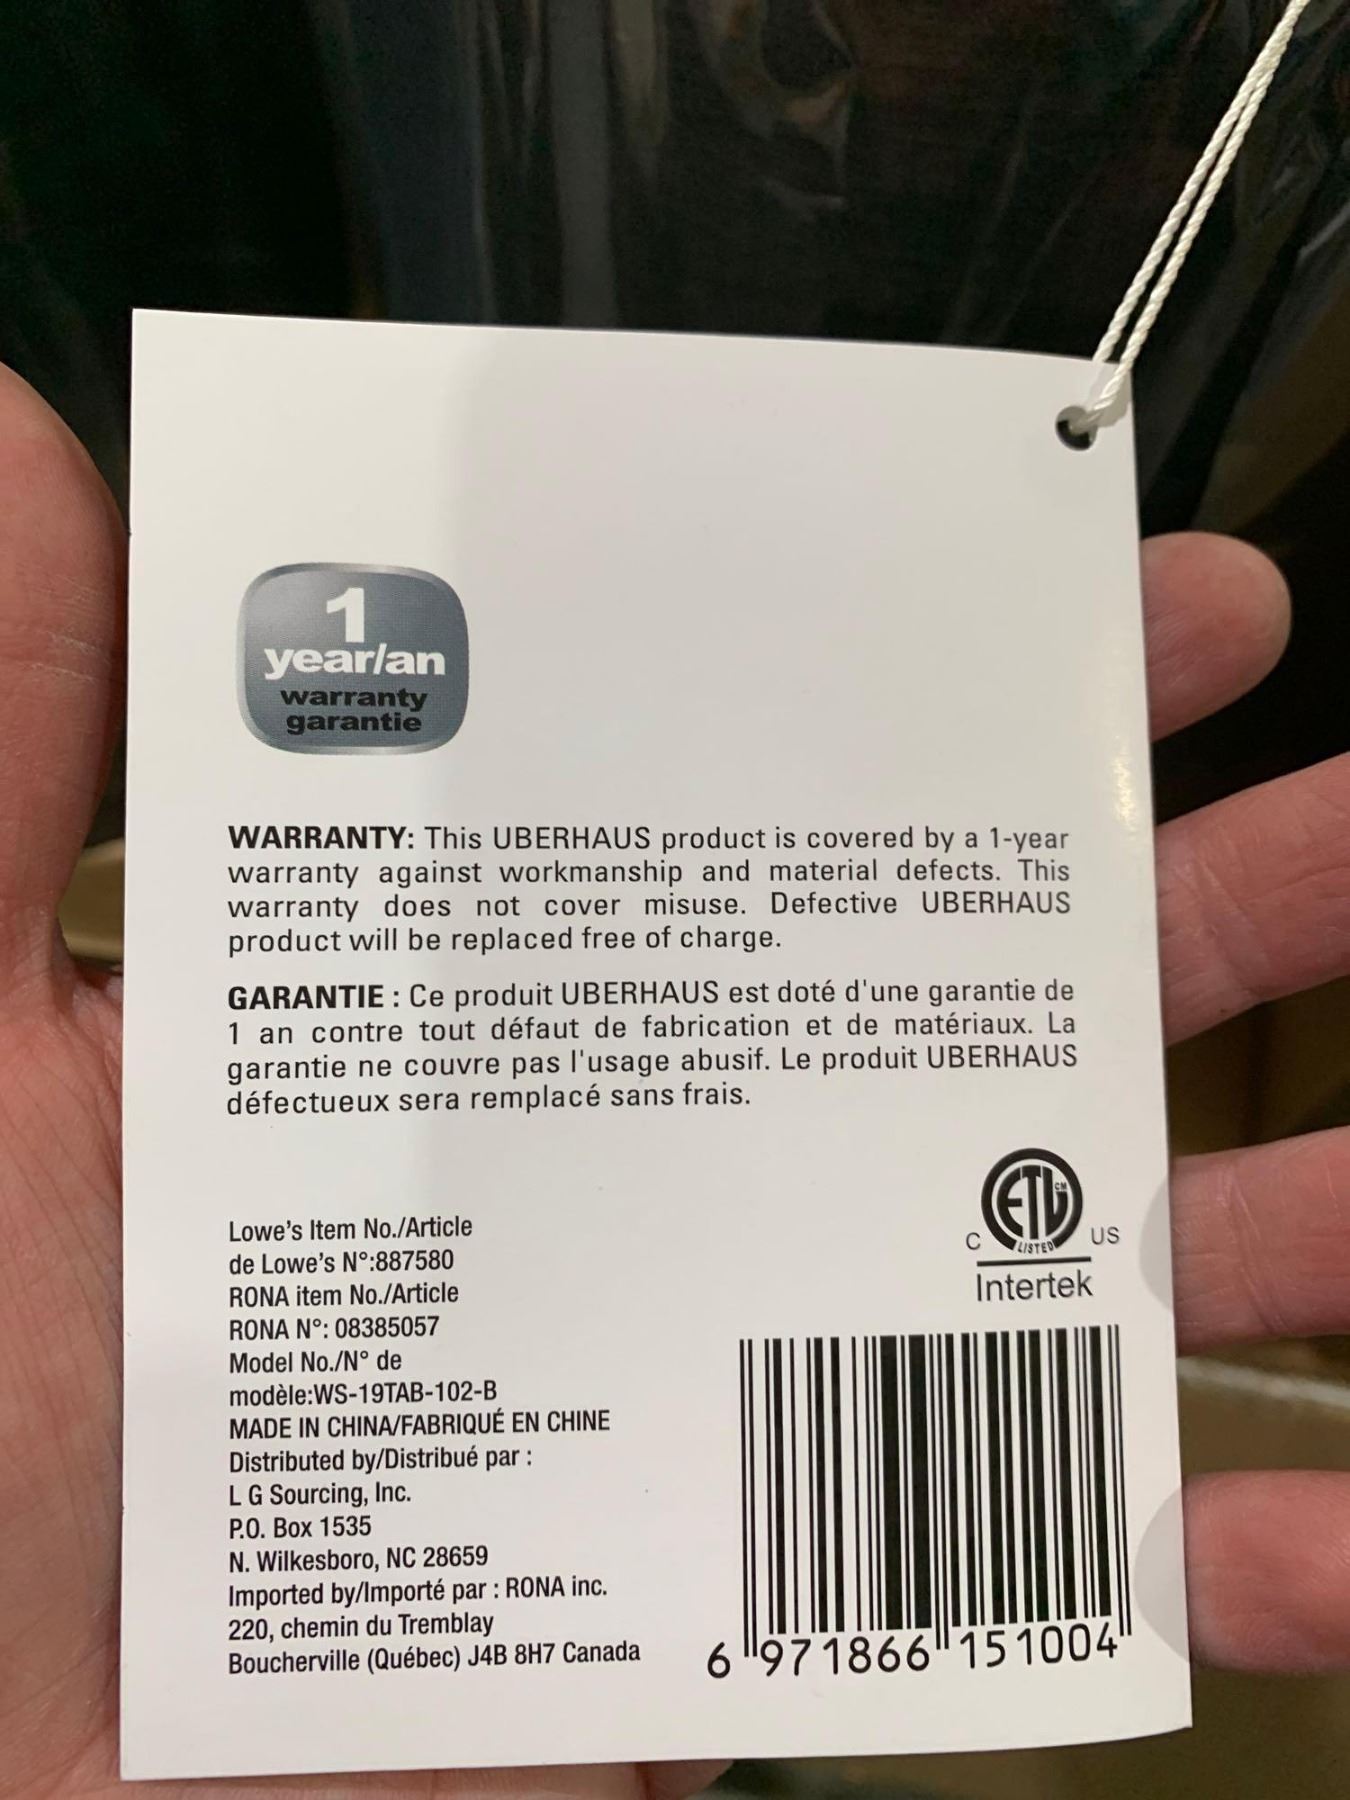 1
year/an
warranty
garantie
WARRANTY: This UBERHAUS product is covered by a 1-year
warranty against workmanship and material defects. This
warranty does not cover misuse. Defective UBERHAUS
product will be replaced free of charge.
GARANTIE : Ce produit UBERHAUS est doté d'une garantie de
1 an contre tout défaut de fabrication et de matériaux. La
garantie ne couvre pas l'usage abusif. Le produit UBERHAUS
défectueux sera remplacé sans frais.
Lowe's Item No./Article
de Lowe's N°:887580
RONA item No./Article
RONA N°: 08385057
Model No./N° de
modèle:WS-19TAB-102-B
MADE IN CHINA/FABRIQUÉ EN CHINE
Distributed by/Distribué par :
L G Sourcing, Inc.
P.O. Box 1535
N. Wilkesboro, NC 28659
Imported by/Importé par : RONA inc.
220, chemin du Tremblay
Boucherville (Québec) J4B 8H7 Canada
ETL CM
LISTED
C US
Intertek
6 971866 151004